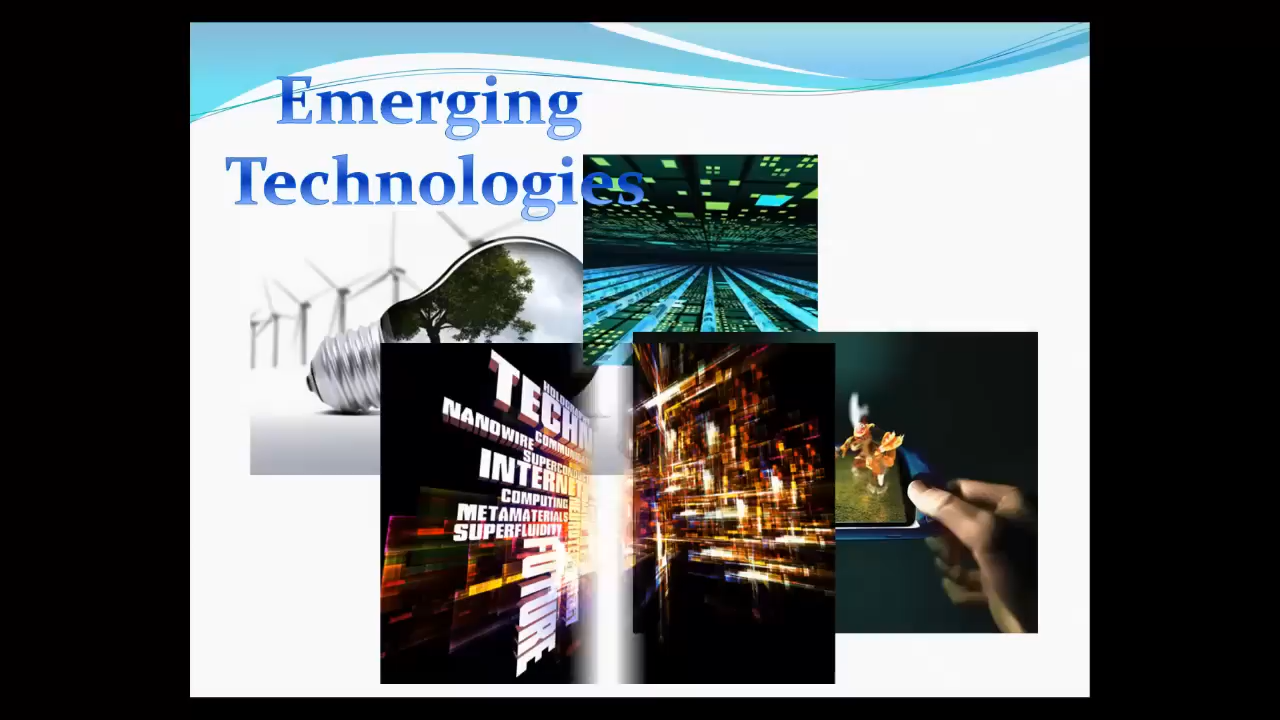 Emerging
Technologies
TECHN
NANOWIRE
INTERN
COMPUTING
METAMATERIALS
SUPERFLUIDITY
FUTURE